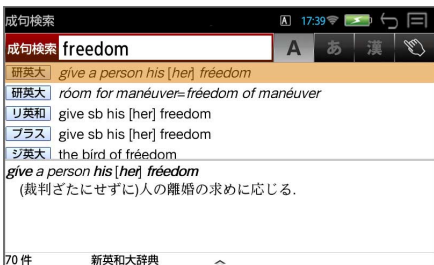 成句検索 A 17:39
成句検索 freedom A あ 漢
研英大 gíve a person his [her] fréedom
研英大 róom for manéuver=fréedom of manéuver
リ英和 give sb his [her] freedom
プラス give sb his [her] freedom
ジ英大 the bírd of fréedom
gíve a person his [her] fréedom
(裁判ざたにせずに)人の離婚の求めに応じる.
70 件 新英和大辞典